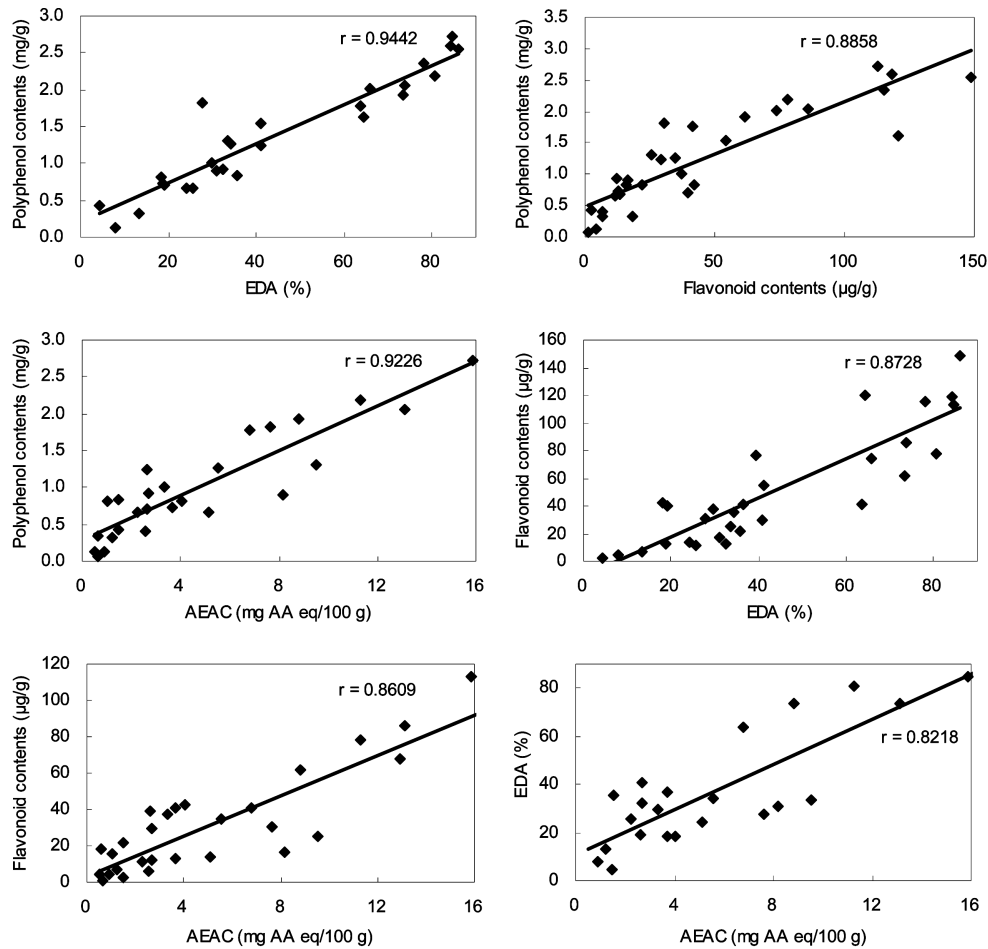 3.0
2.5
2.0
1.5
1.0
0.5
0.0
Polyphenol contents (mg/g)
r = 0.9442
0 20 40 60 80
EDA (%)
3.5
3.0
2.5
2.0
1.5
1.0
0.5
0.0
Polyphenol contents (mg/g)
r = 0.8858
0 50 100 150
Flavonoid contents (µg/g)
3.0
2.5
2.0
1.5
1.0
0.5
0.0
Polyphenol contents (mg/g)
r = 0.9226
0 4 8 12 16
AEAC (mg AA eq/100 g)
160
140
120
100
80
60
40
20
0
Flavonoid contents (µg/g)
r = 0.8728
0 20 40 60 80
EDA (%)
120
100
80
60
40
20
0
Flavonoid contents (µg/g)
r = 0.8609
0 4 8 12 16
AEAC (mg AA eq/100 g)
80
60
40
20
0
EDA (%)
r = 0.8218
0 4 8 12 16
AEAC (mg AA eq/100 g)